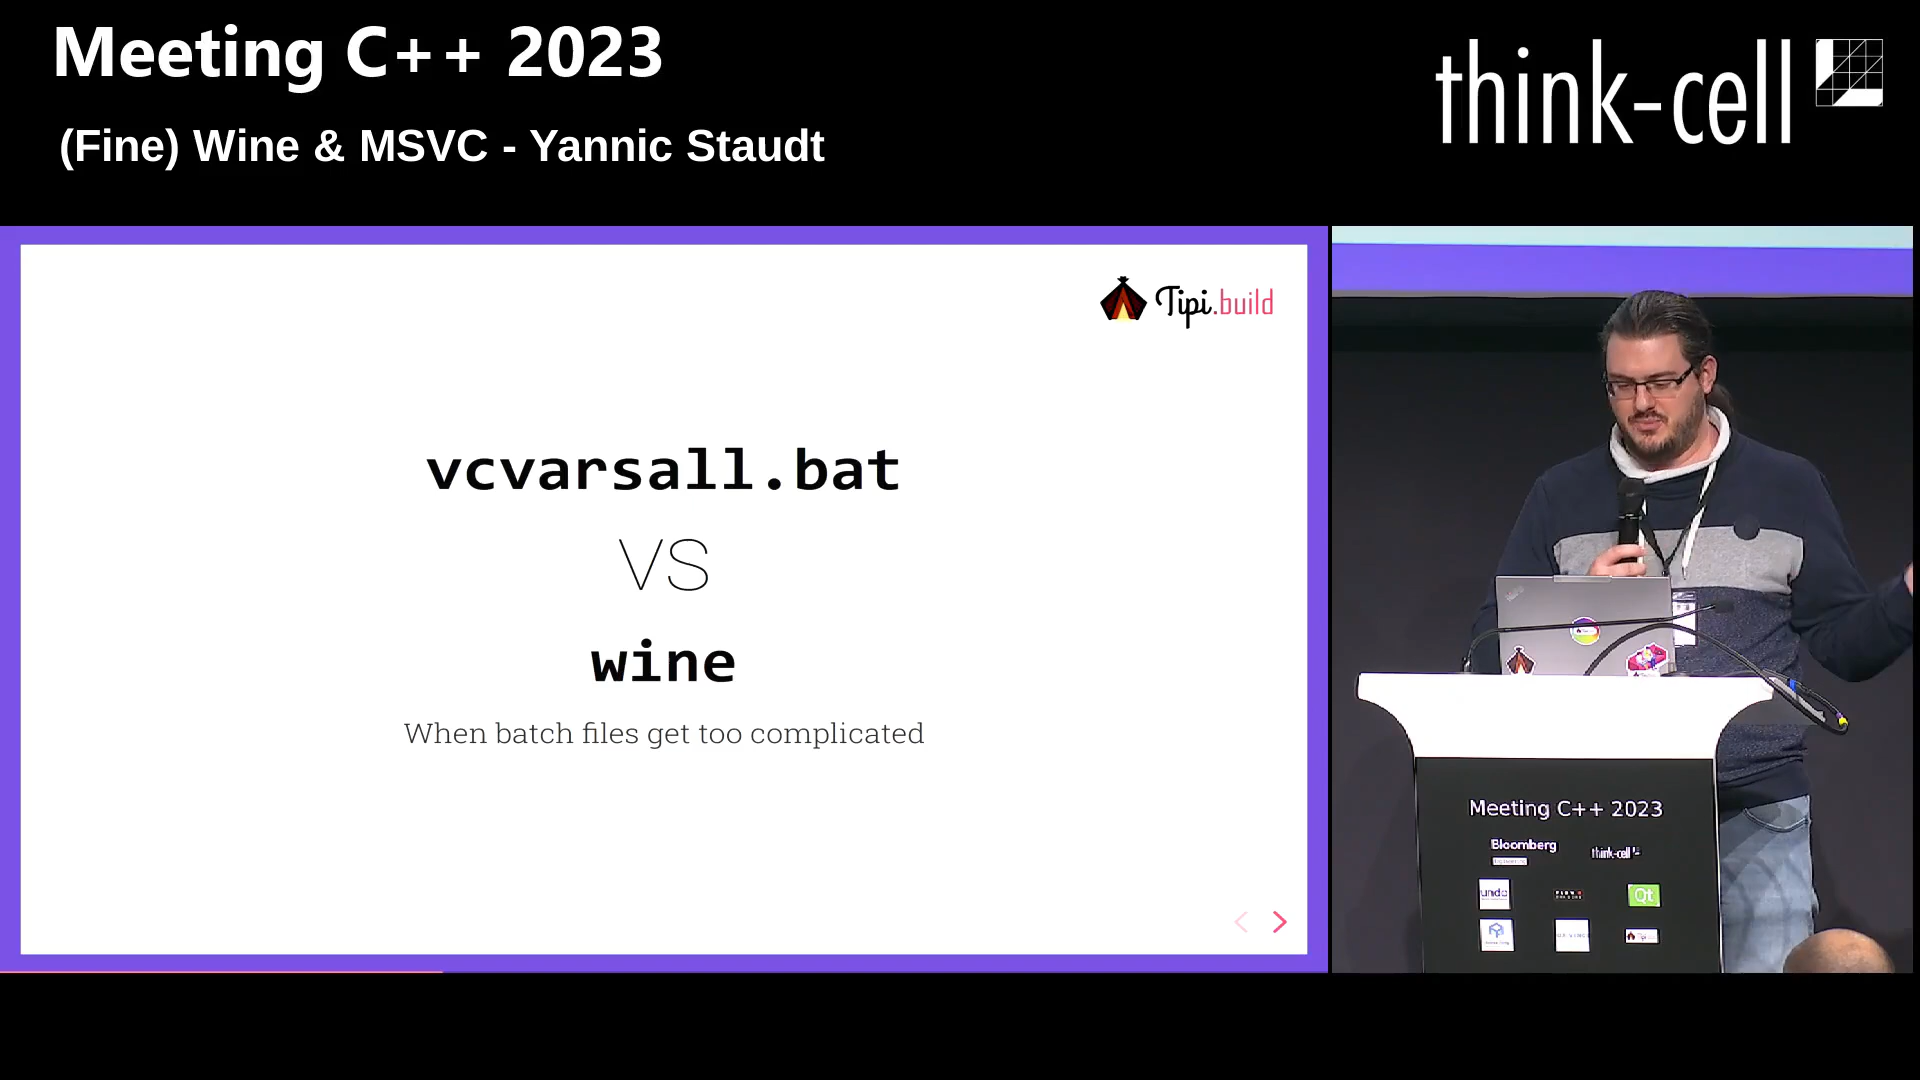 Meeting C++ 2023
(Fine) Wine & MSVC - Yannic Staudt
think-cell
Tipi.build
vcvarsall.bat
VS
wine
When batch files get too complicated
Meeting C++ 2023
Bloomberg
think-cell
undo
Qt